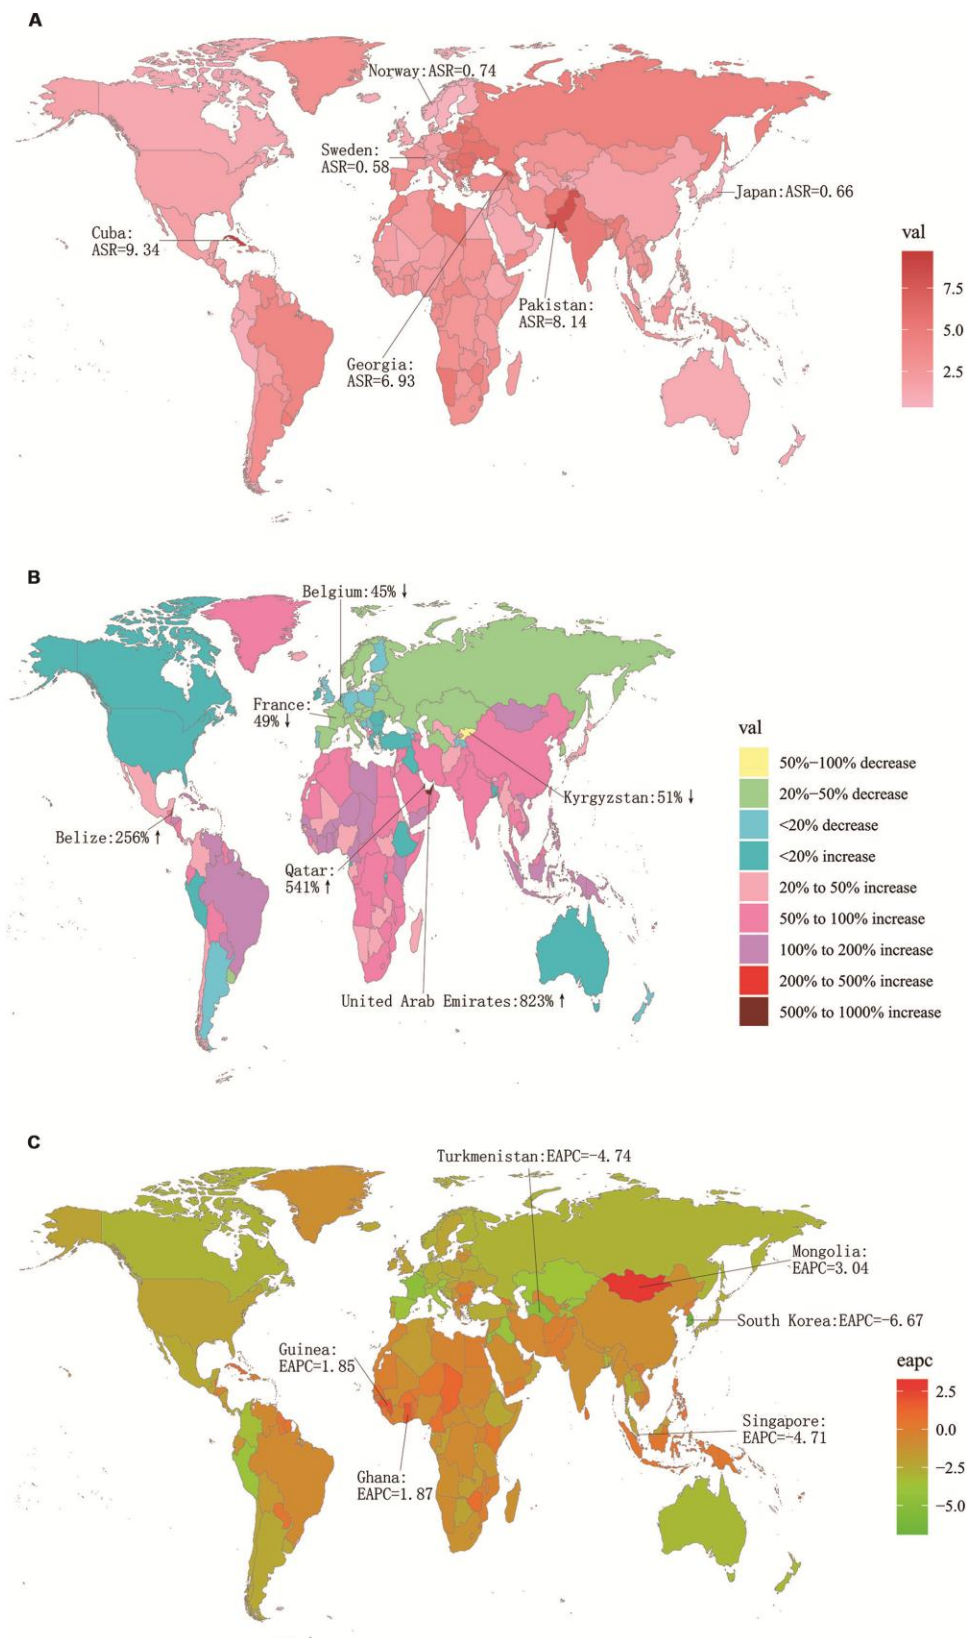 A
Norway:ASR=0.74
Sweden:
ASR=0.58
Japan:ASR=0.66
Cuba:
ASR=9.34
Pakistan:
ASR=8.14
Georgia:
ASR=6.93
val
7.5
5.0
2.5
B
Belgium:45% ↓
France:
49% ↓
Kyrgyzstan:51% ↓
Belize:256% ↑
Qatar:
541% ↑
United Arab Emirates:823% ↑
val
50%−100% decrease
20%−50% decrease
<20% decrease
<20% increase
20% to 50% increase
50% to 100% increase
100% to 200% increase
200% to 500% increase
500% to 1000% increase
C
Turkmenistan:EAPC=−4.74
Mongolia:
EAPC=3.04
South Korea:EAPC=−6.67
Guinea:
EAPC=1.85
Singapore:
EAPC=−4.71
Ghana:
EAPC=1.87
eapc
2.5
0.0
−2.5
−5.0